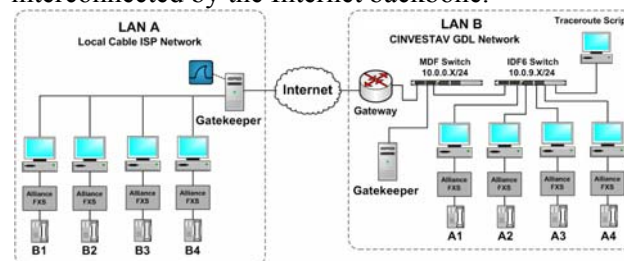 interconnected by the Internet backbone.
LAN A
Local Cable ISP Network
Gatekeeper
Alliance FXS
Alliance FXS
Alliance FXS
Alliance FXS
B1
B2
B3
B4
Internet
LAN B
CINVESTAV GDL Network
Traceroute Scrip
MDF Switch
10.0.0.X/24
IDF6 Switch
10.0.9.X/24
Gateway
Gatekeeper
Alliance FXS
Alliance FXS
Alliance FXS
Alliance FXS
A1
A2
A3
A4